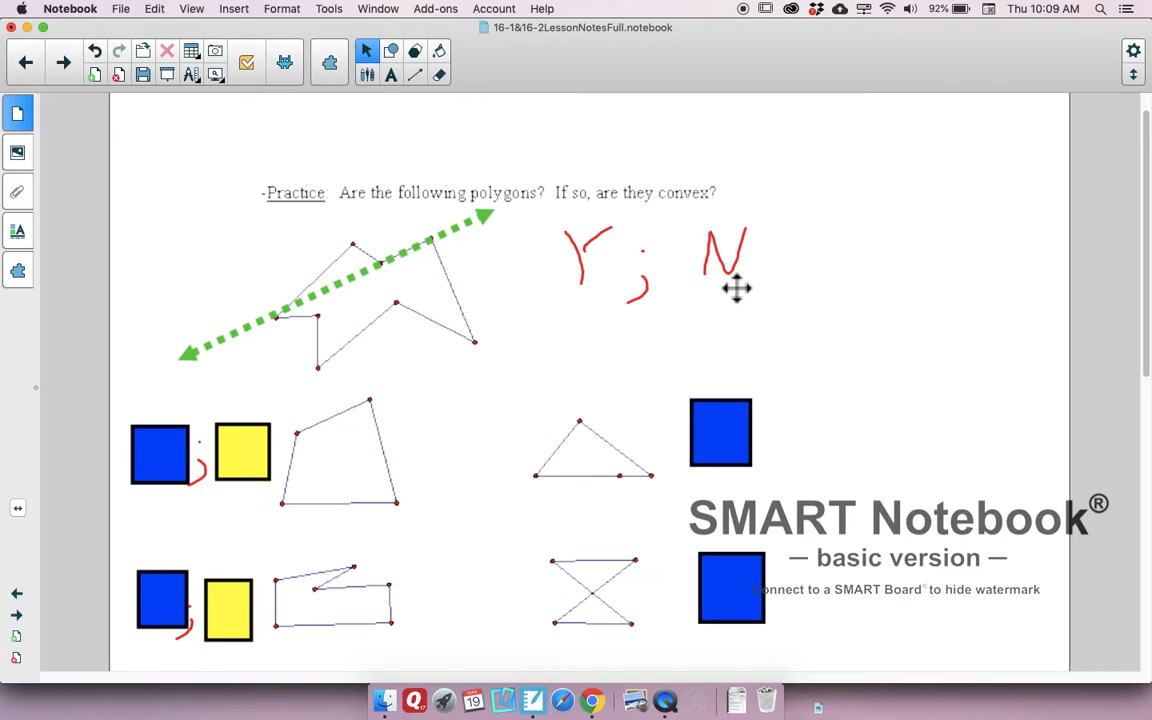 Notebook File Edit View Insert Format Tools Window Add-ons Account Help 92% Thu 10:09 AM
16-1&16-2LessonNotesFull.notebook
-Practice: Are the following polygons? If so, are they convex?
Y ; N
;
SMART Notebook®
— basic version —
Connect to a SMART Board® to hide watermark
;